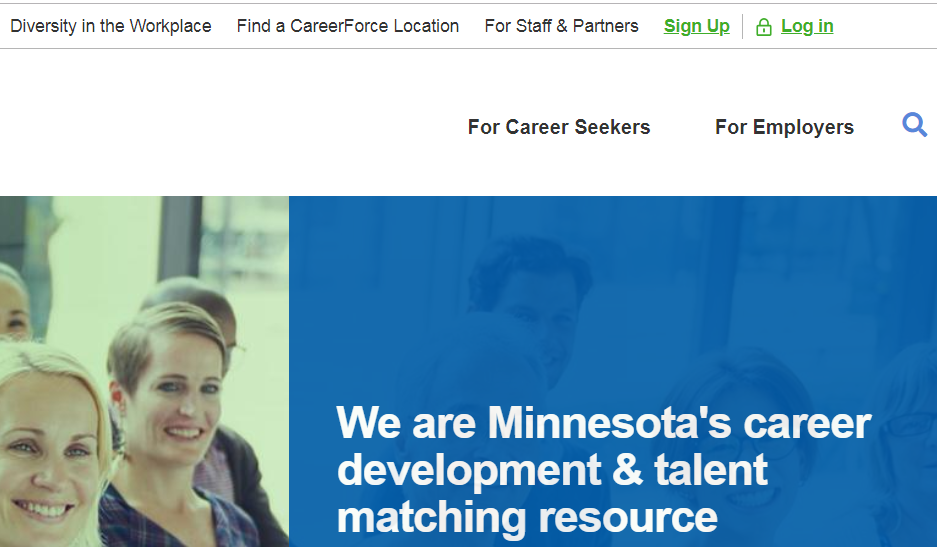 Diversity in the Workplace Find a CareerForce Location For Staff & Partners Sign Up Log in
For Career Seekers For Employers
We are Minnesota's career
development & talent
matching resource